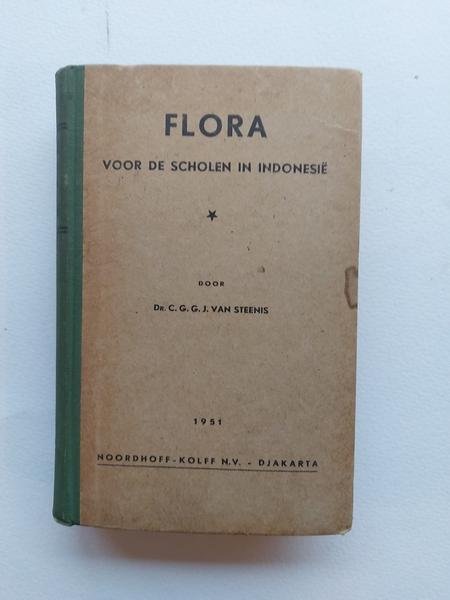 FLORA
VOOR DE SCHOLEN IN INDONESIË
DOOR
DR. C. G. G. J. VAN STEENIS
1951
NOORDHOFF-KOLFF N.V. - DJAKARTA